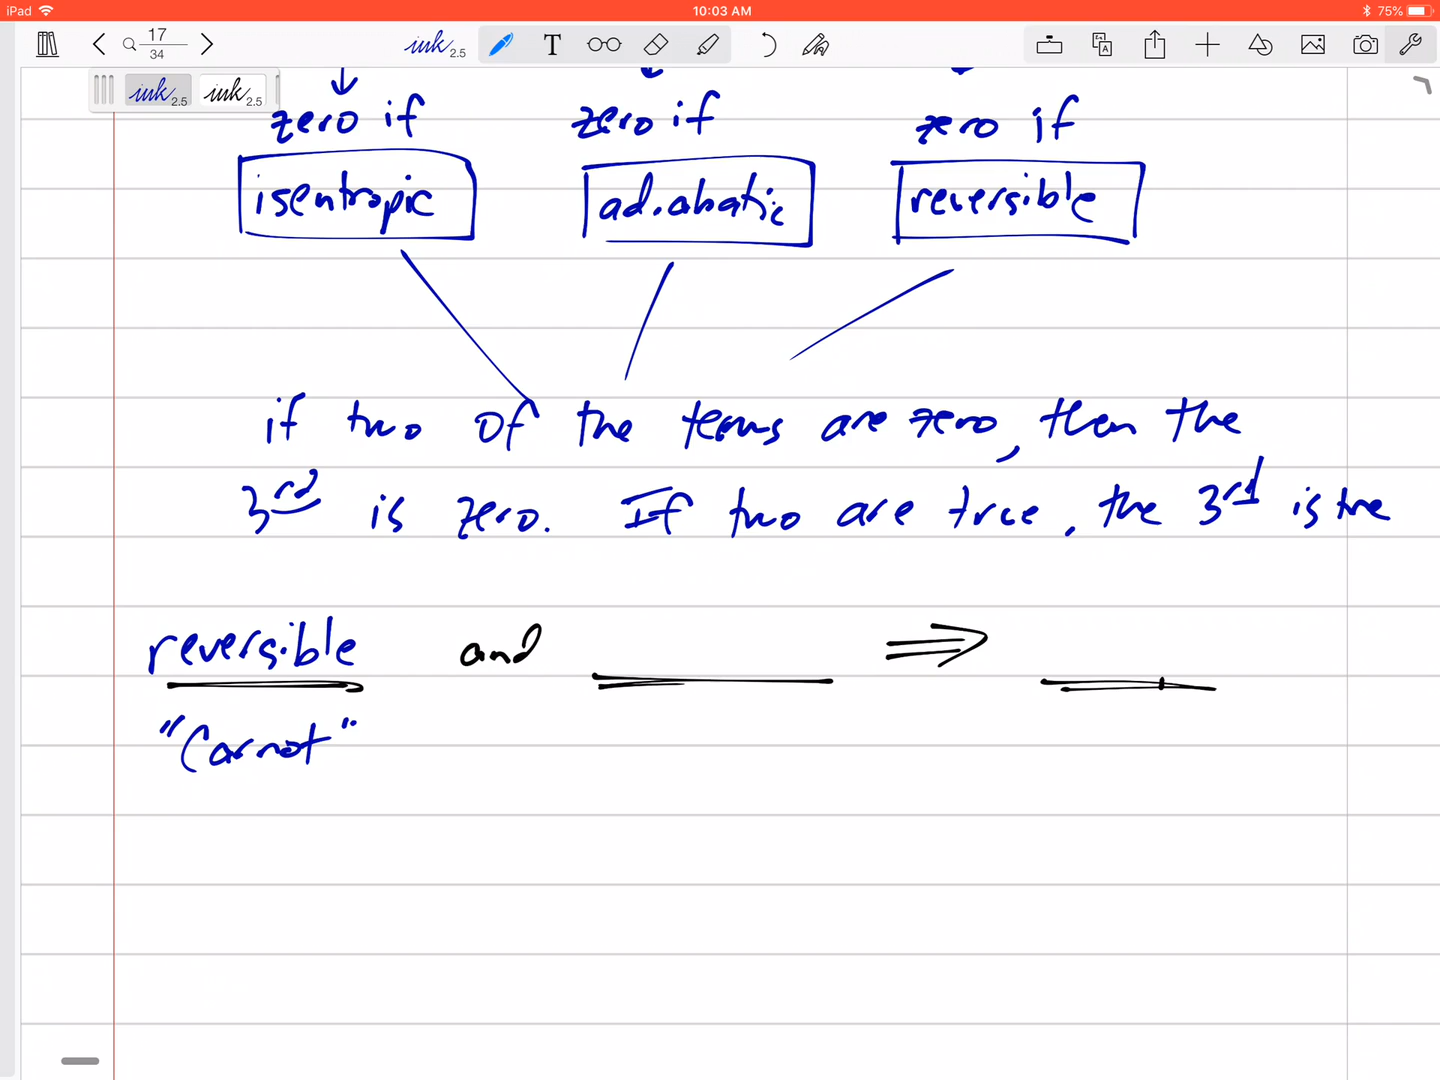 iPad 10:03 AM 75%
17
34
ink 2.5 T
ink 2.5 ink 2.5
zero if zero if zero if
isentropic adiabatic reversible
if two of the terms are zero, then the
3rd is zero. If two are true, the 3rd is true
reversible and ⇒
"Carnot"